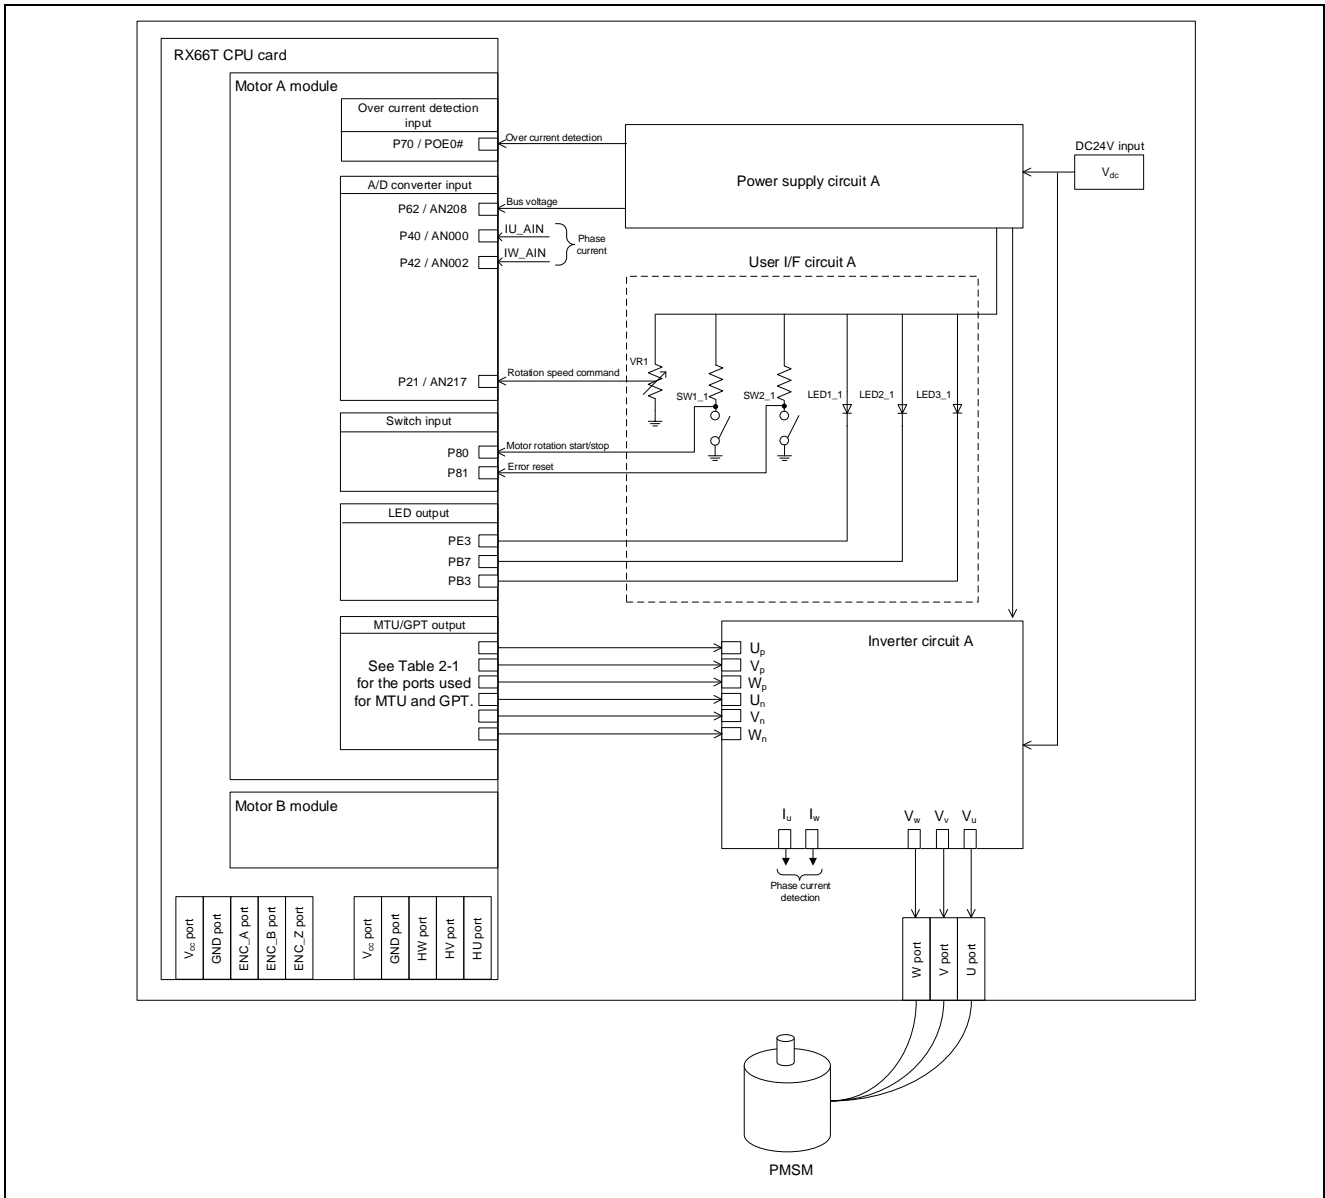 RX66T CPU card
Motor A module
Over current detection
input
P70 / POE0#
Over current detection
A/D converter input
P62 / AN208
Bus voltage
P40 / AN000
IU_AIN
P42 / AN002
IW_AIN
Phase
current
P21 / AN217
Rotation speed command
Switch input
P80
Motor rotation start/stop
P81
Error reset
LED output
PE3
PB7
PB3
MTU/GPT output
See Table 2-1
for the ports used
for MTU and GPT.
Motor B module
Power supply circuit A
DC24V input
Vdc
User I/F circuit A
VR1
SW1_1
SW2_1
LED1_1
LED2_1
LED3_1
Inverter circuit A
Up
Vp
Wp
Un
Vn
Wn
Iu
Iw
Vw
Vv
Vu
Phase current
detection
Vcc port
GND port
ENC_A port
ENC_B port
ENC_Z port
Vcc port
GND port
HW port
HV port
HU port
W port
V port
U port
PMSM